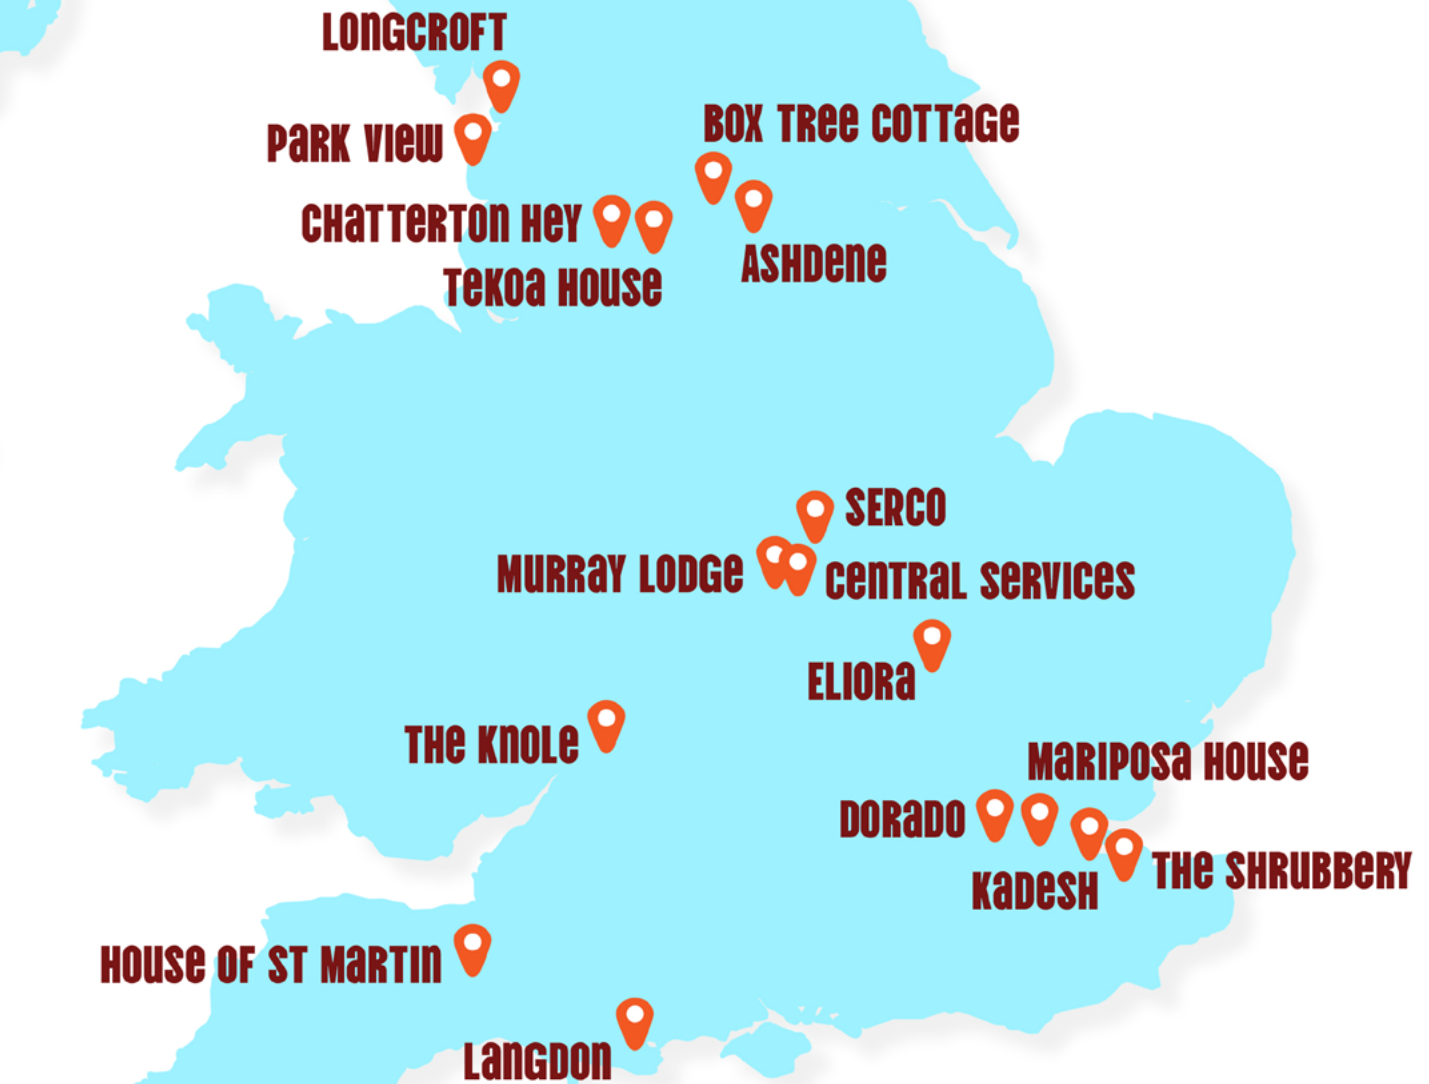 LONGCROFT
PARK VIEW
BOX TREE COTTAGE
CHATTERTON HEY
TEKOA HOUSE
ASHDENE
SERCO
MURRAY LODGE
CENTRAL SERVICES
ELIORA
THE KNOLE
MARIPOSA HOUSE
DORADO
KADESH
THE SHRUBBERY
HOUSE OF ST MARTIN
LANGDON